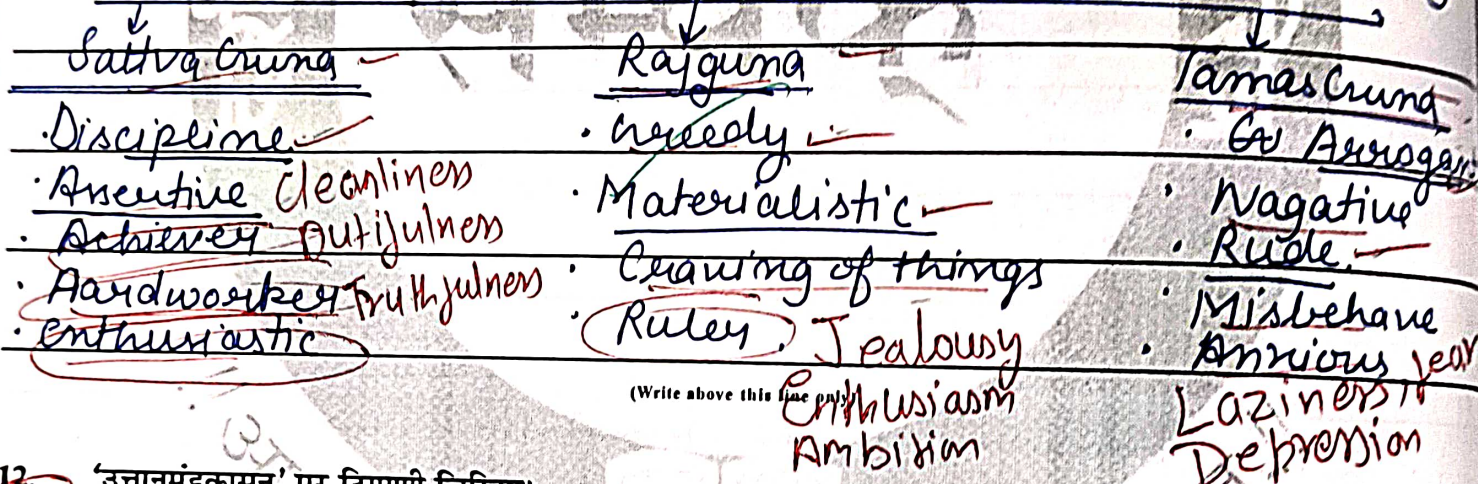 Sattva Guna Rajguna Tamas Guna
· Discipline · Greedy · Arrogan
· Assertive Cleanliness · Materialistic · Nagative
· Achiever Dutifulness · Rude
· Hardworker Truthfulness · Craving of things · Misbehave
· enthusiastic · Ruler. Jealousy · Anxious fear
(Write above this line only) Enthusiasm Laziness
Ambition Depression
12 'उत्तानमंडूकासन' पर टिप्पणी लिखिए।